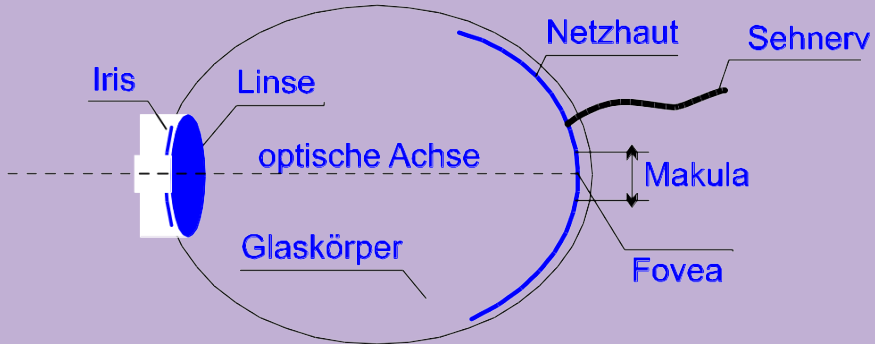 Netzhaut
Sehnerv
Iris
Linse
optische Achse
Makula
Glaskörper
Fovea